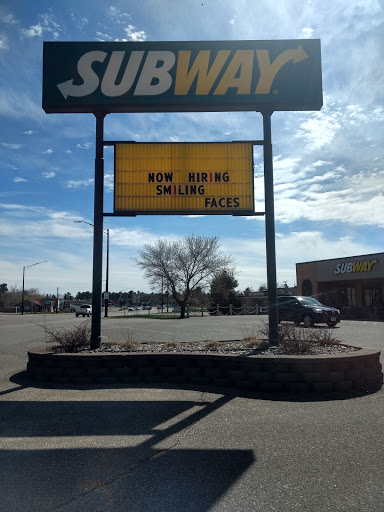 SUBWAY
NOW HIRING
SMILING
FACES
SUBWAY